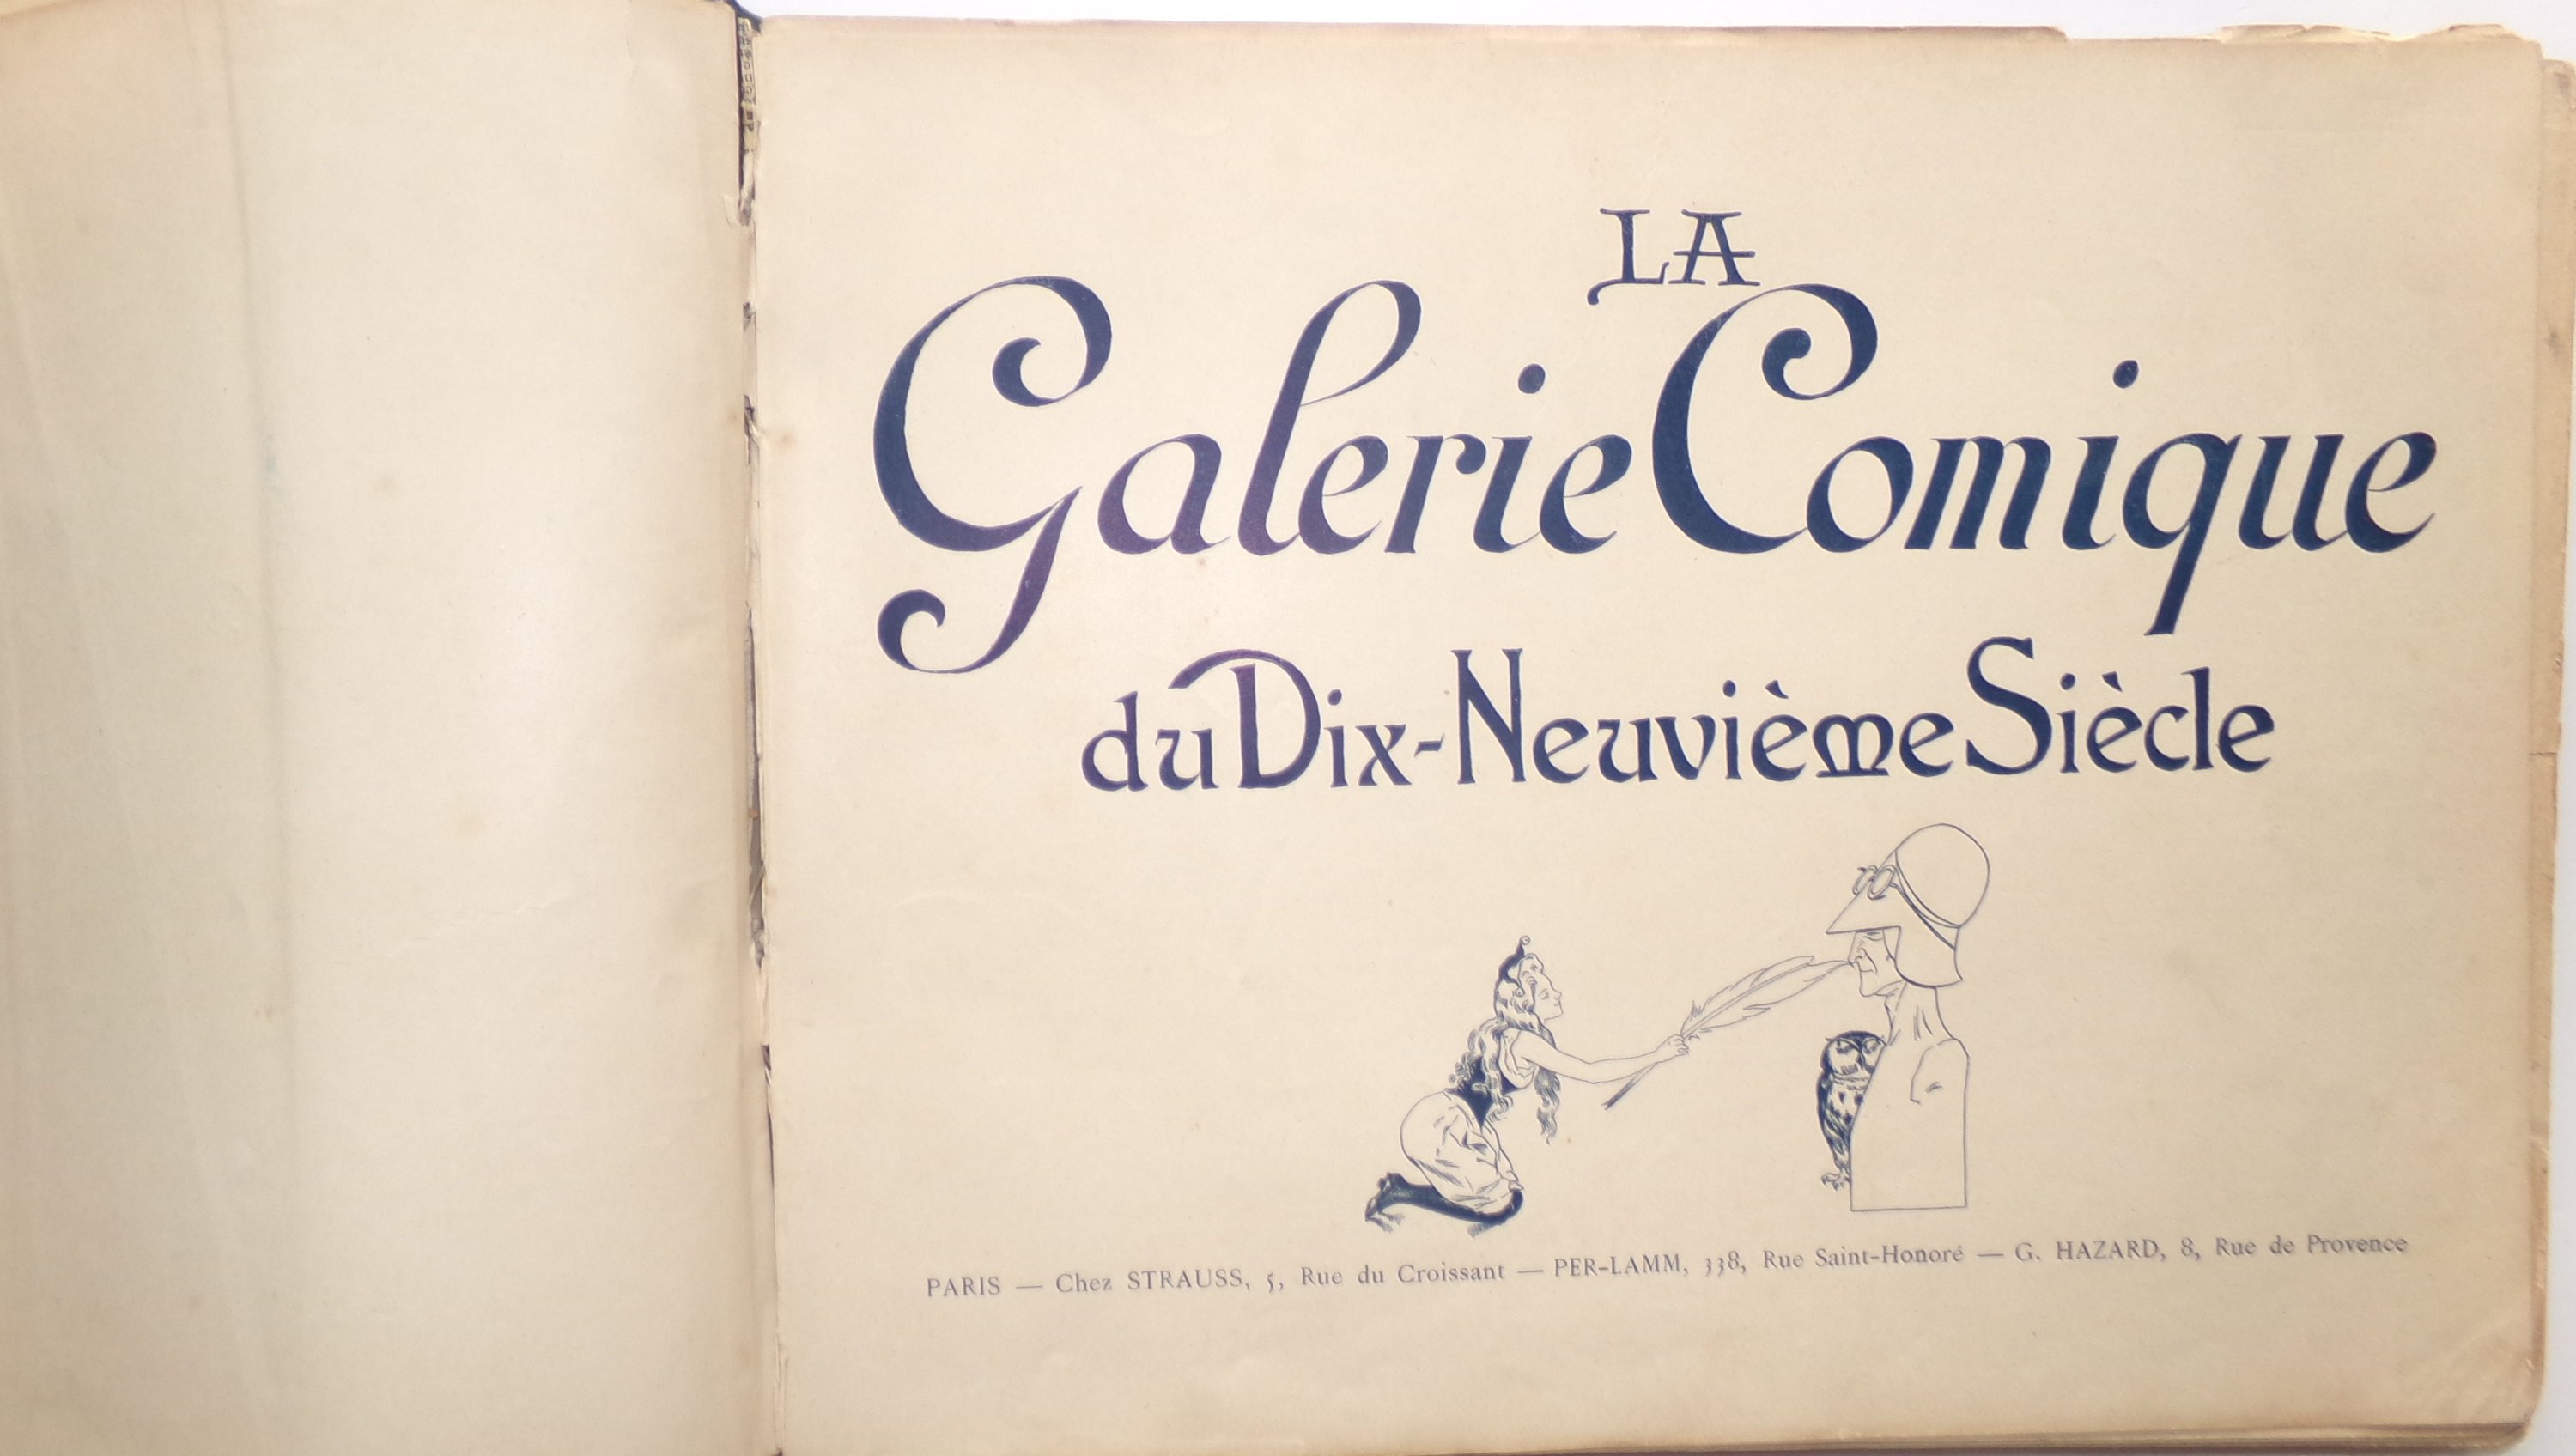 LA
Galerie Comique
du Dix-Neuvième Siècle
PARIS — Chez STRAUSS, 5, Rue du Croissant — PER-LAMM, 338, Rue Saint-Honoré — G. HAZARD, 8, Rue de Provence